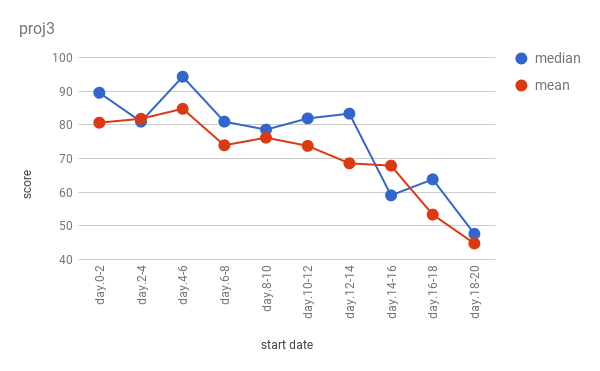 proj3
100
90
80
70
60
50
40
score
median
mean
day.0-2
day.2-4
day.4-6
day.6-8
day.8-10
day.10-12
day.12-14
day.14-16
day.16-18
day.18-20
start date